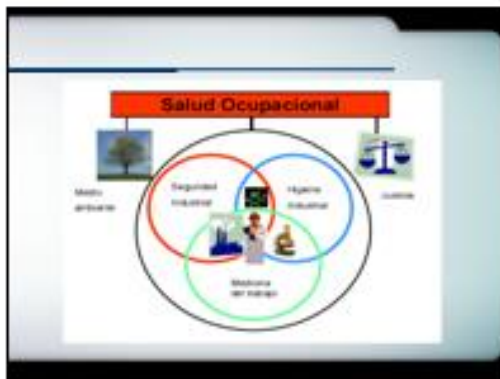 Salud Ocupacional
Medio
ambiente
Seguridad
Industrial
Higiene
Industrial
Justicia
Medicina
del trabajo